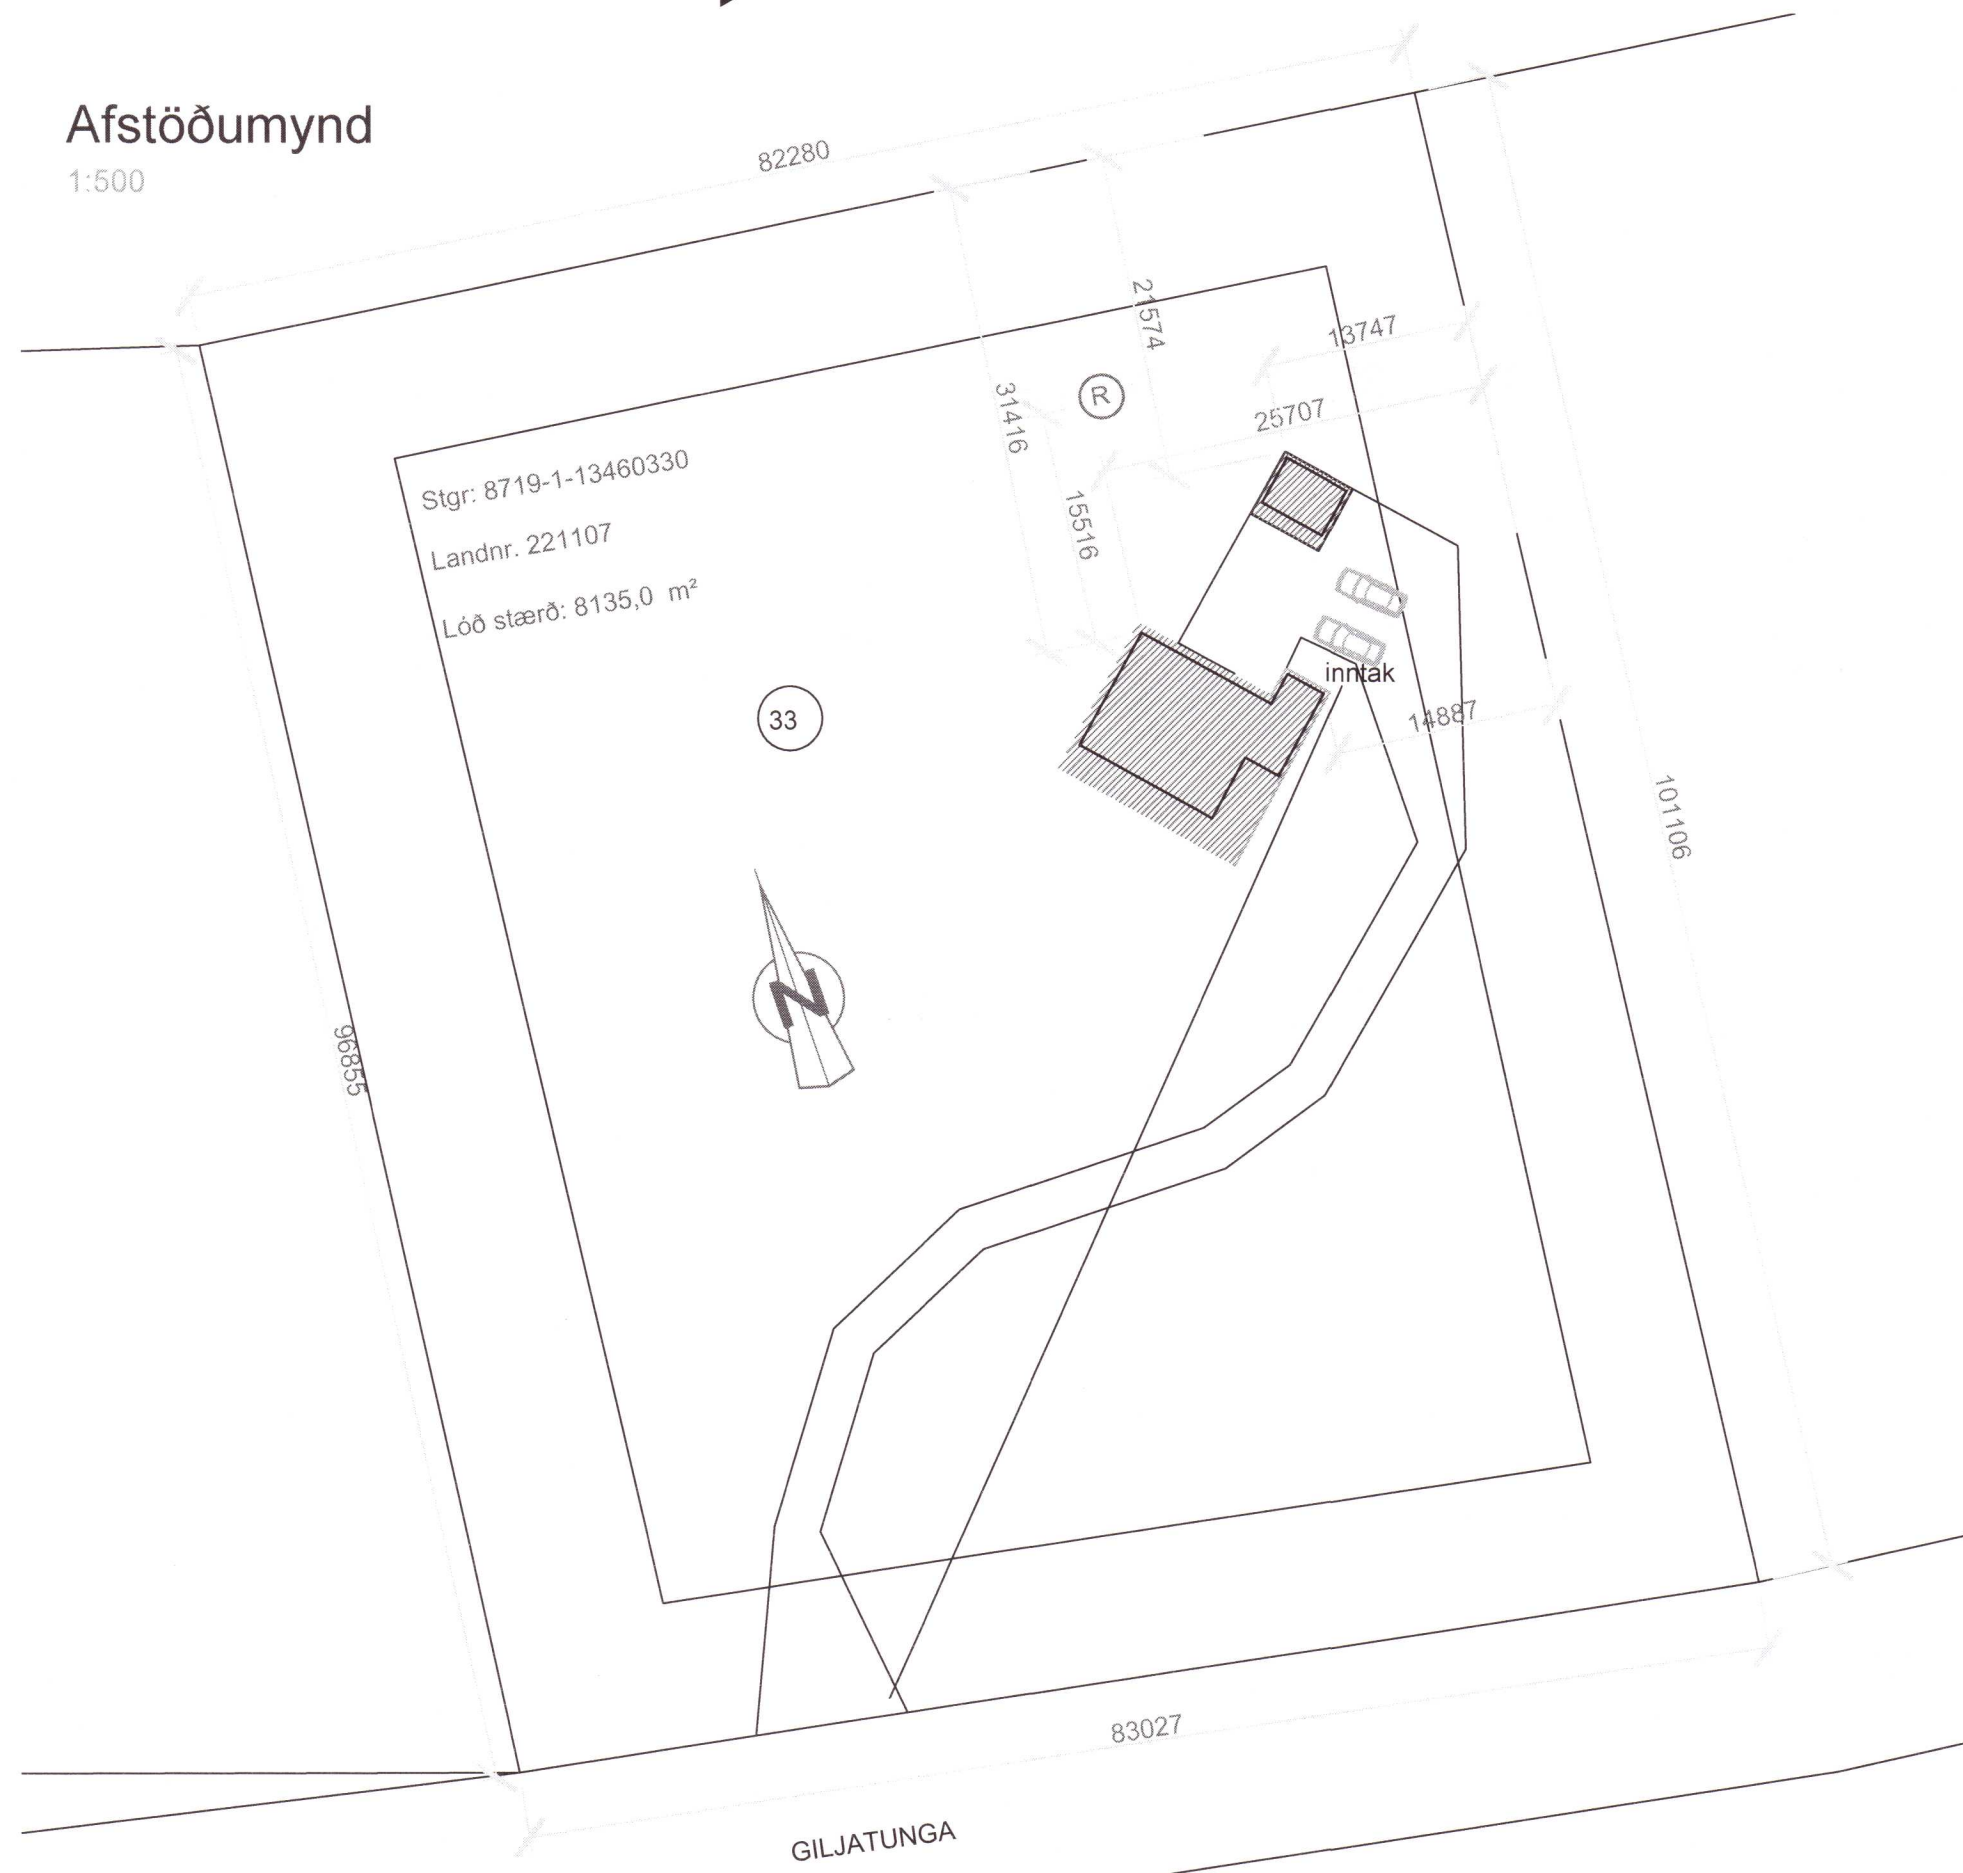 Afstöðumynd
1:500
82280
21574
13747
31416
R
25707
Stgr: 8719-1-13460330
15516
Landnr. 221107
Lóð stærð: 8135,0 m²
inntak
33
14887
101106
N
96855
83027
GILJATUNGA